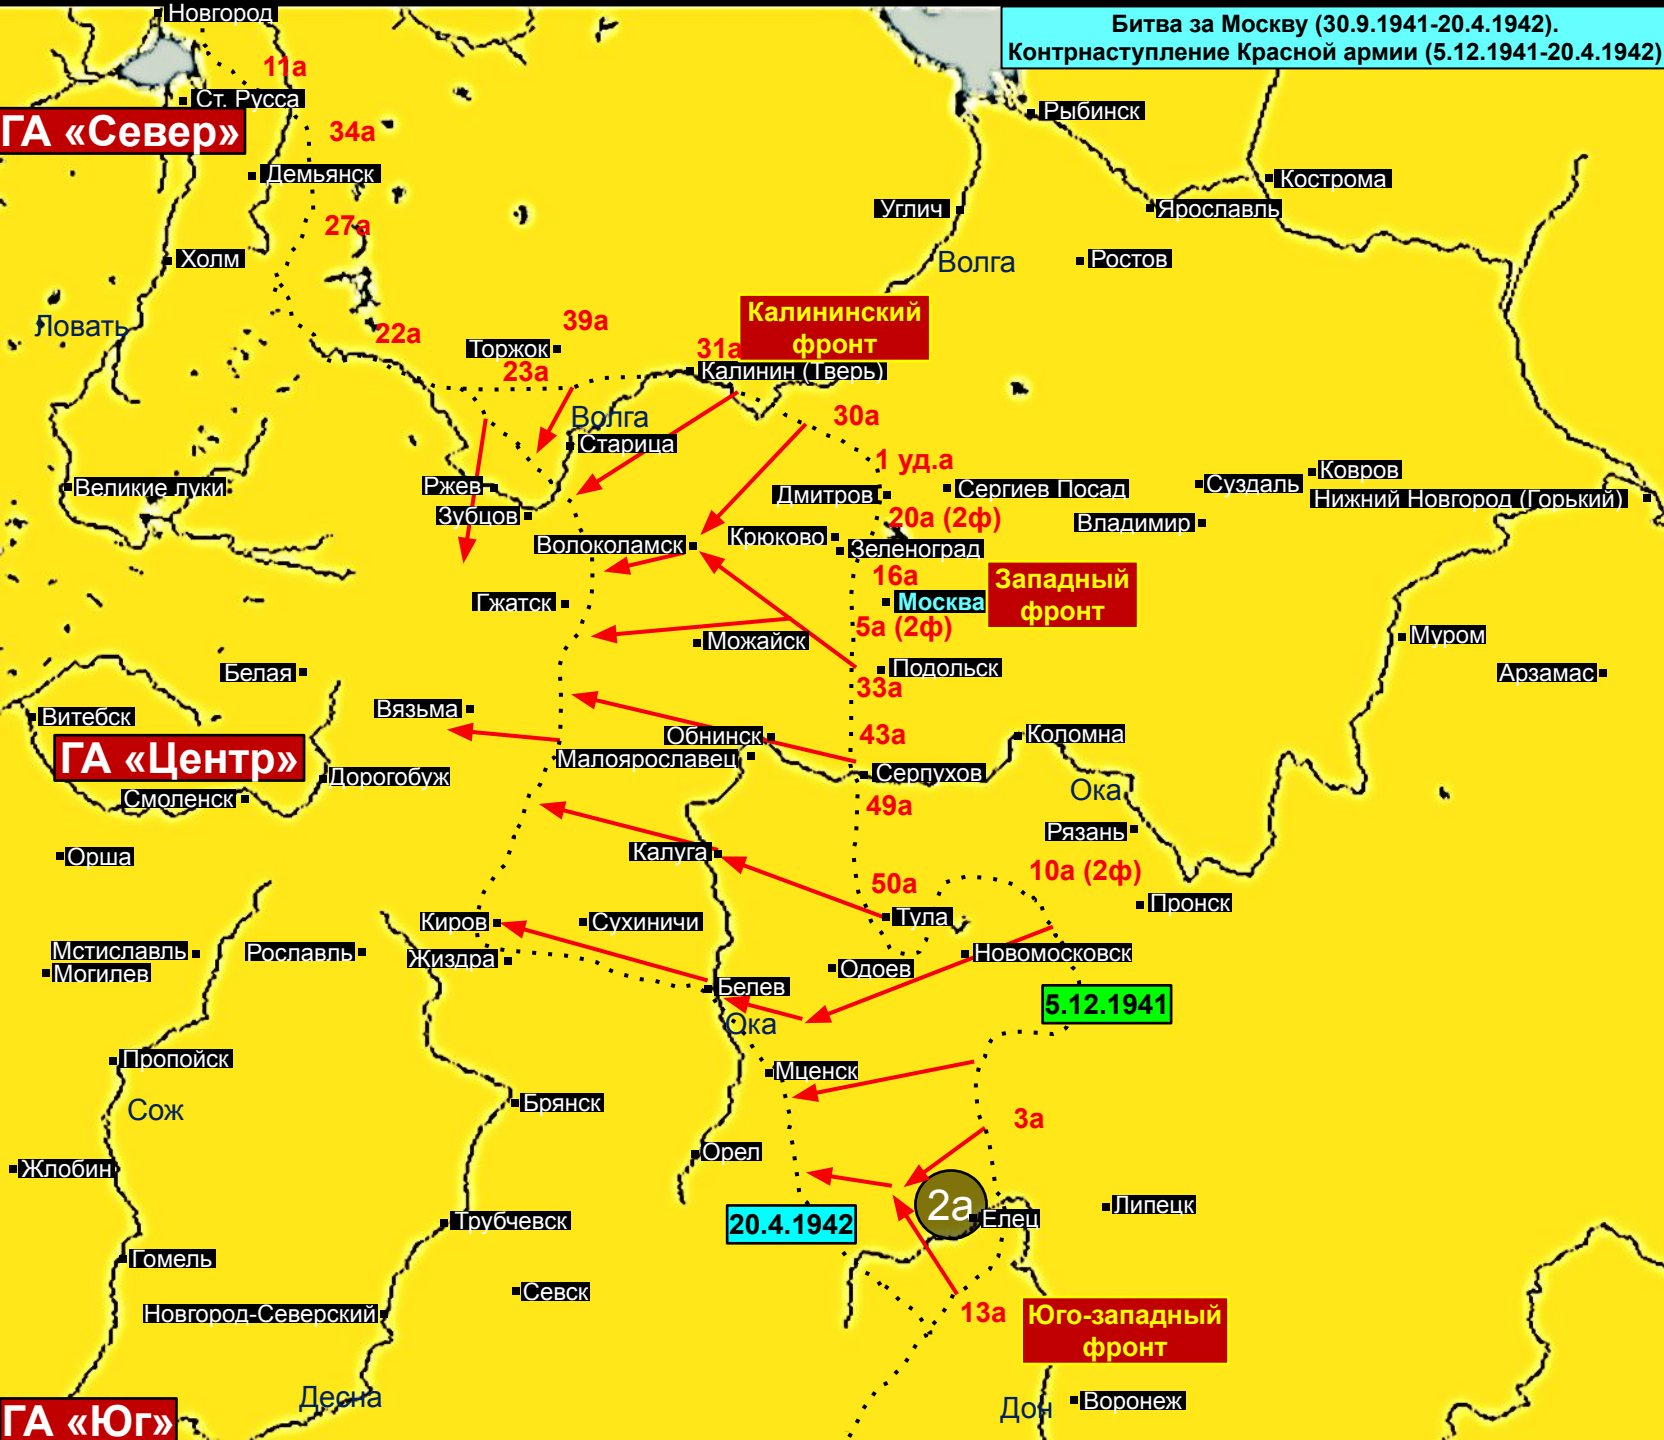 Новгород
Битва за Москву (30.9.1941-20.4.1942).
Контрнаступление Красной армии (5.12.1941-20.4.1942)
11а
Ст. Русса
Рыбинск
ГА «Север»
34а
Демьянск
Кострома
Углич
Ярославль
27а
Холм
Волга
Ростов
Ловать
22а
39а
Калининский
фронт
Торжок
31а
23а
Калинин (Тверь)
Волга
30а
Старица
1 уд.а
Великие луки
Ржев
Дмитров
Сергиев Посад
Суздаль
Ковров
Нижний Новгород (Горький)
Зубцов
20а (2ф)
Владимир
Волоколамск
Крюково
Зеленоград
16а
Западный
фронт
Гжатск
Москва
5а (2ф)
Можайск
Муром
Белая
Подольск
Арзамас
33а
Витебск
Вязьма
Обнинск
43а
Коломна
ГА «Центр»
Малоярославец
Дорогобуж
Серпухов
Ока
Смоленск
49а
Рязань
Орша
Калуга
10а (2ф)
50а
Пронск
Киров
Сухиничи
Тула
Мстиславль
Рославль
Жиздра
Новомосковск
Могилев
Одоев
Белев
5.12.1941
Ока
Пропойск
Мценск
Сож
Брянск
3а
Орел
Жлобин
2а
Елец
Липецк
Трубчевск
20.4.1942
Гомель
Севск
Новгород-Северский
13а
Юго-западный
фронт
Десна
Дон
Воронеж
ГА «Юг»